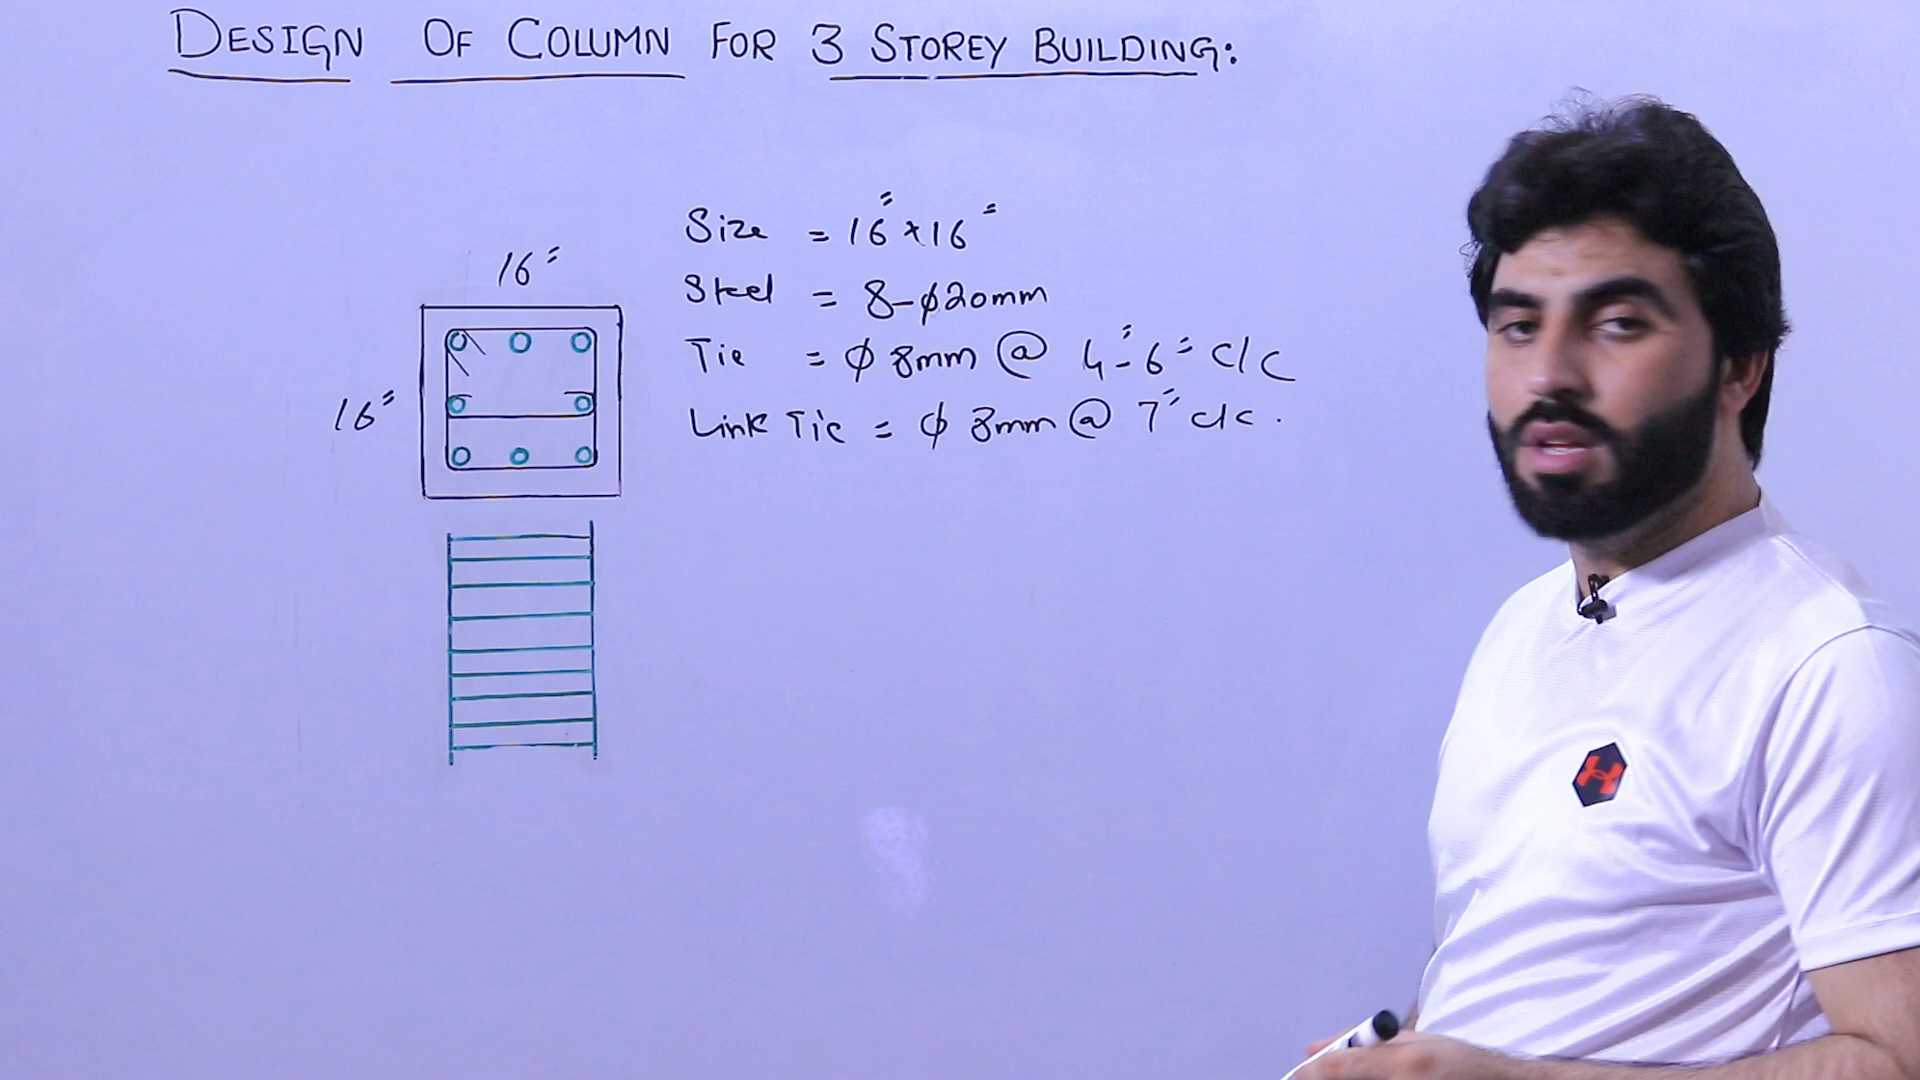 DESIGN OF COLUMN FOR 3 STOREY BUILDING:
16"
16"
Size = 16"x16"
Steel = 8-ϕ20mm
Tie = ϕ 8mm @ 4"-6" c/c
Link Tie = ϕ 8mm @ 7" c/c.